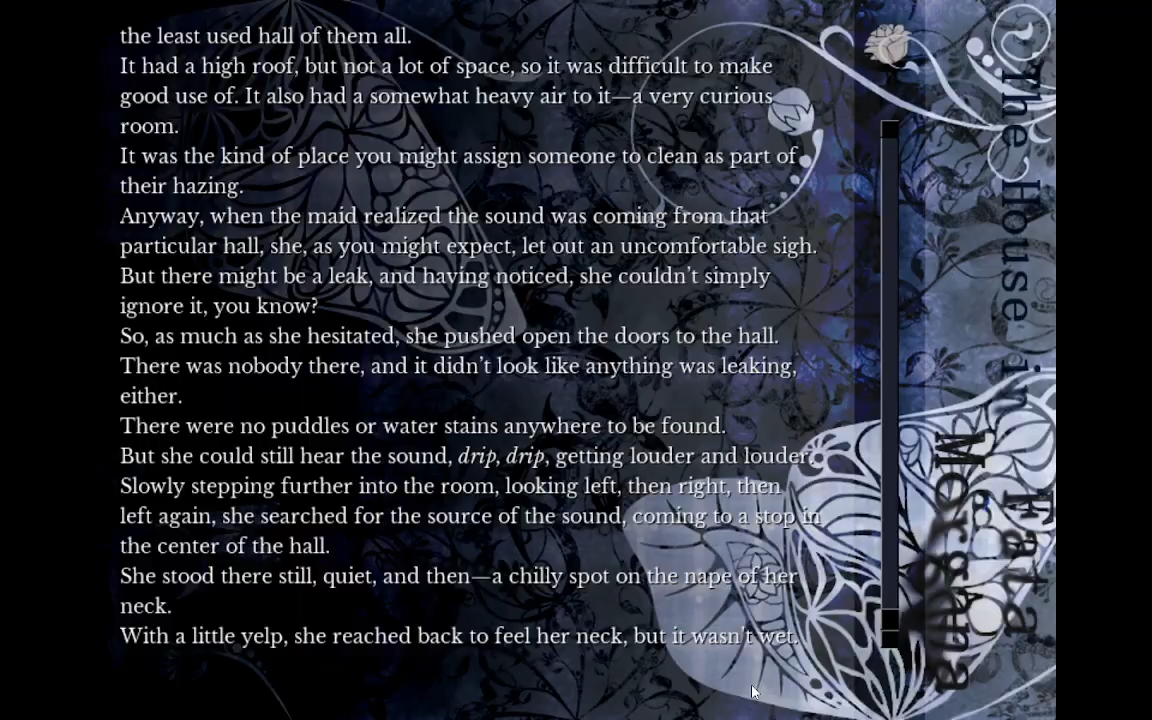 the least used hall of them all.
It had a high roof, but not a lot of space, so it was difficult to make
good use of. It also had a somewhat heavy air to it—a very curious
room.
It was the kind of place you might assign someone to clean as part of
their hazing.
Anyway, when the maid realized the sound was coming from that
particular hall, she, as you might expect, let out an uncomfortable sigh.
But there might be a leak, and having noticed, she couldn't simply
ignore it, you know?
So, as much as she hesitated, she pushed open the doors to the hall.
There was nobody there, and it didn't look like anything was leaking,
either.
There were no puddles or water stains anywhere to be found.
But she could still hear the sound, drip, drip, getting louder and louder.
Slowly stepping further into the room, looking left, then right, then
left again, she searched for the source of the sound, coming to a stop in
the center of the hall.
She stood there still, quiet, and then—a chilly spot on the nape of her
neck.
With a little yelp, she reached back to feel her neck, but it wasn't wet.
The House in
Fata
Morgana